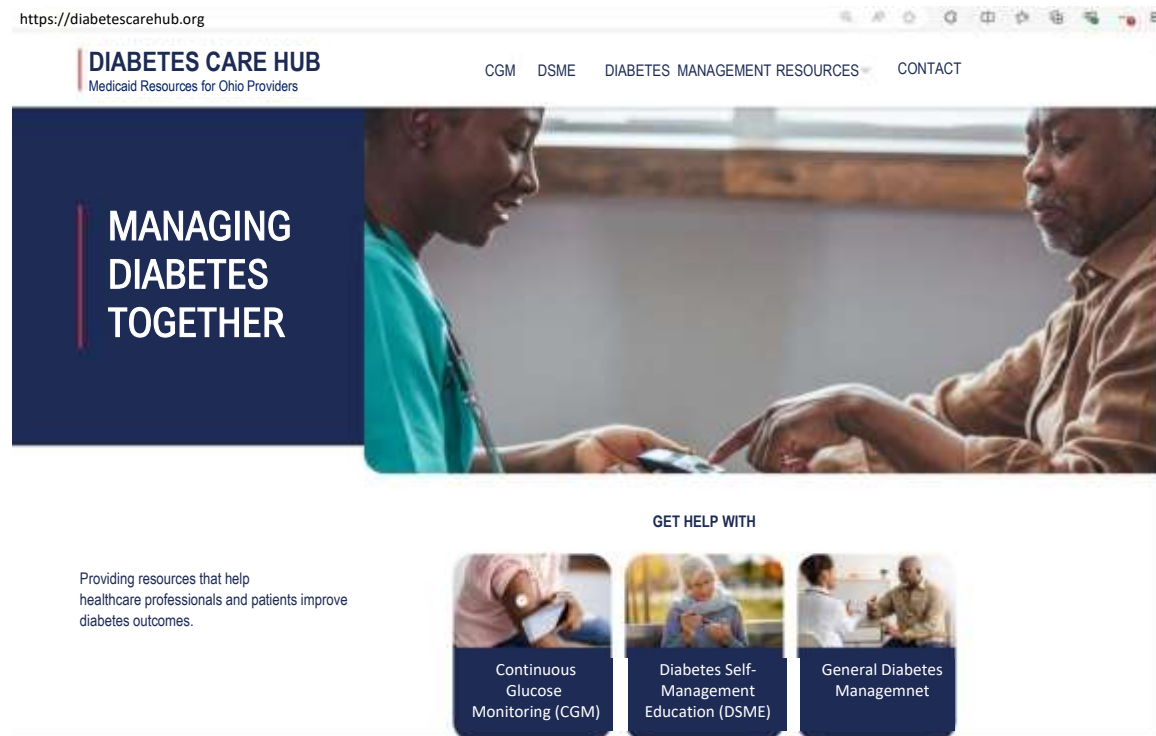 https://diabetescarehub.org
DIABETES CARE HUB
Medicaid Resources for Ohio Providers
CGM DSME DIABETES MANAGEMENT RESOURCES CONTACT
MANAGING
DIABETES
TOGETHER
GET HELP WITH
Providing resources that help
healthcare professionals and patients improve
diabetes outcomes.
Continuous
Glucose
Monitoring (CGM)
Diabetes Self-
Management
Education (DSME)
General Diabetes
Managemnet